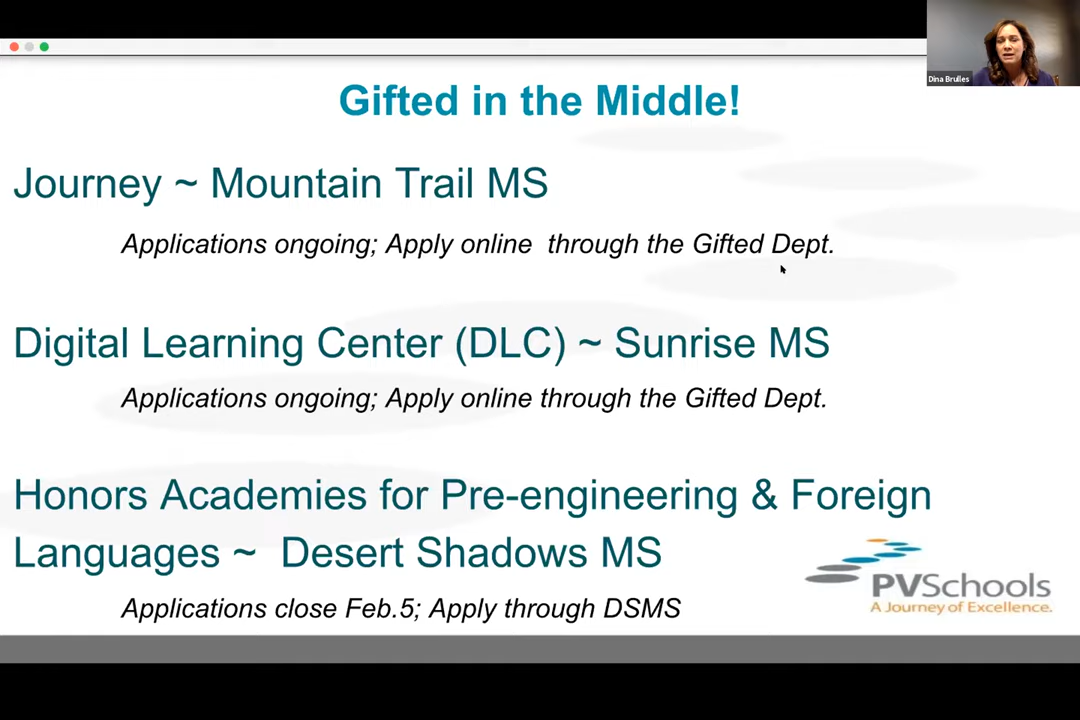 Dina Brulles
Gifted in the Middle!
Journey ~ Mountain Trail MS
Applications ongoing; Apply online  through the Gifted Dept.
Digital Learning Center (DLC) ~ Sunrise MS
Applications ongoing; Apply online through the Gifted Dept.
Honors Academies for Pre-engineering & Foreign
Languages ~  Desert Shadows MS
Applications close Feb.5; Apply through DSMS
PVSchools
A Journey of Excellence.